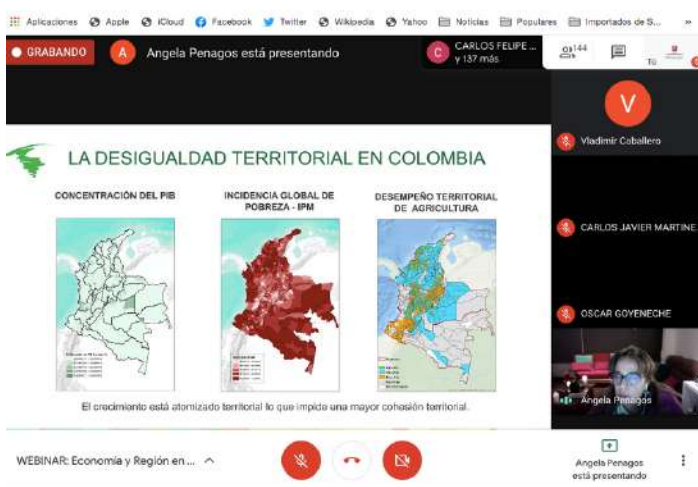 Aplicaciones Apple iCloud Facebook Twitter Wikipedia Yahoo Noticias Populares Importados de S... »
GRABANDO
A
Angela Penagos está presentando
C
CARLOS FELIPE ...
y 137 más
144
Tú
LA DESIGUALDAD TERRITORIAL EN COLOMBIA
CONCENTRACIÓN DEL PIB
INCIDENCIA GLOBAL DE
POBREZA - IPM
DESEMPEÑO TERRITORIAL
DE AGRICULTURA
El crecimiento está atomizado territorial lo que impide una mayor cohesión territorial.
V
Vladimir Caballero
CARLOS JAVIER MARTINE
OSCAR GOYENECHE
Angela Penagos
WEBINAR: Economía y Región en ...
Angela Penagos
está presentando